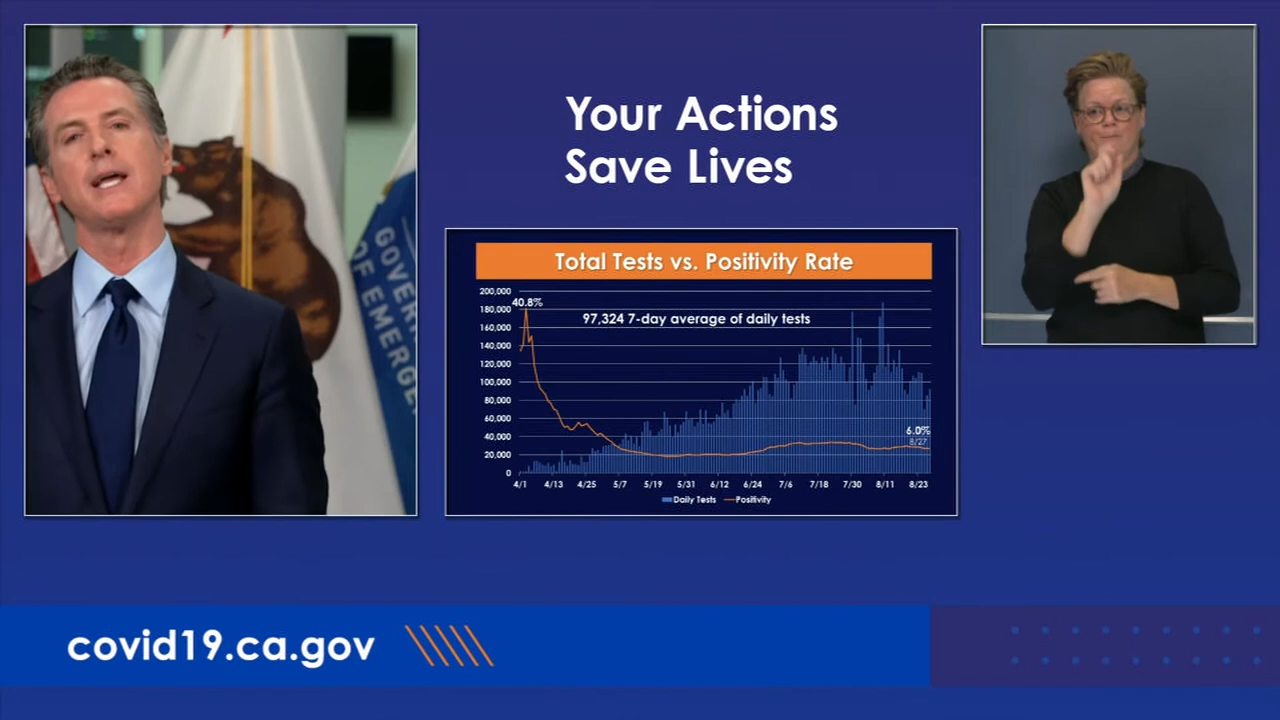 Your Actions
Save Lives
Total Tests vs. Positivity Rate
200,000
180,000
160,000
140,000
120,000
100,000
80,000
60,000
40,000
20,000
0
40.8%
97,324 7-day average of daily tests
6.0%
8/27
4/1 4/13 4/25 5/7 5/19 5/31 6/12 6/24 7/6 7/18 7/30 8/11 8/23
Daily Tests Positivity
OF
covid19.ca.gov